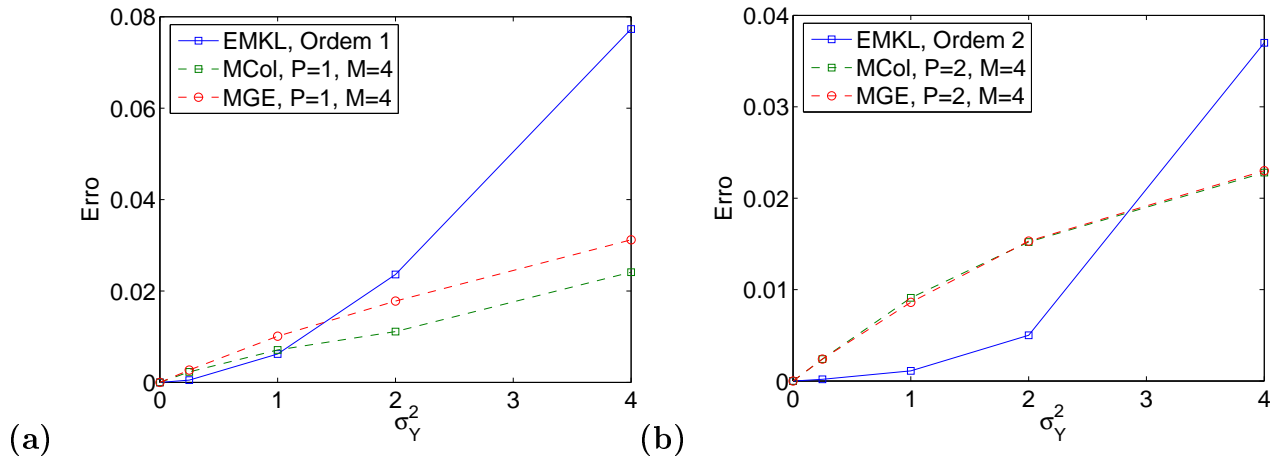 0.08
0.06
0.04
0.02
0
Erro
EMKL, Ordem 1
MCol, P=1, M=4
MGE, P=1, M=4
0 1 2 3 4
σ_Y^2
(a)
0.04
0.03
0.02
0.01
0
Erro
EMKL, Ordem 2
MCol, P=2, M=4
MGE, P=2, M=4
0 1 2 3 4
σ_Y^2
(b)